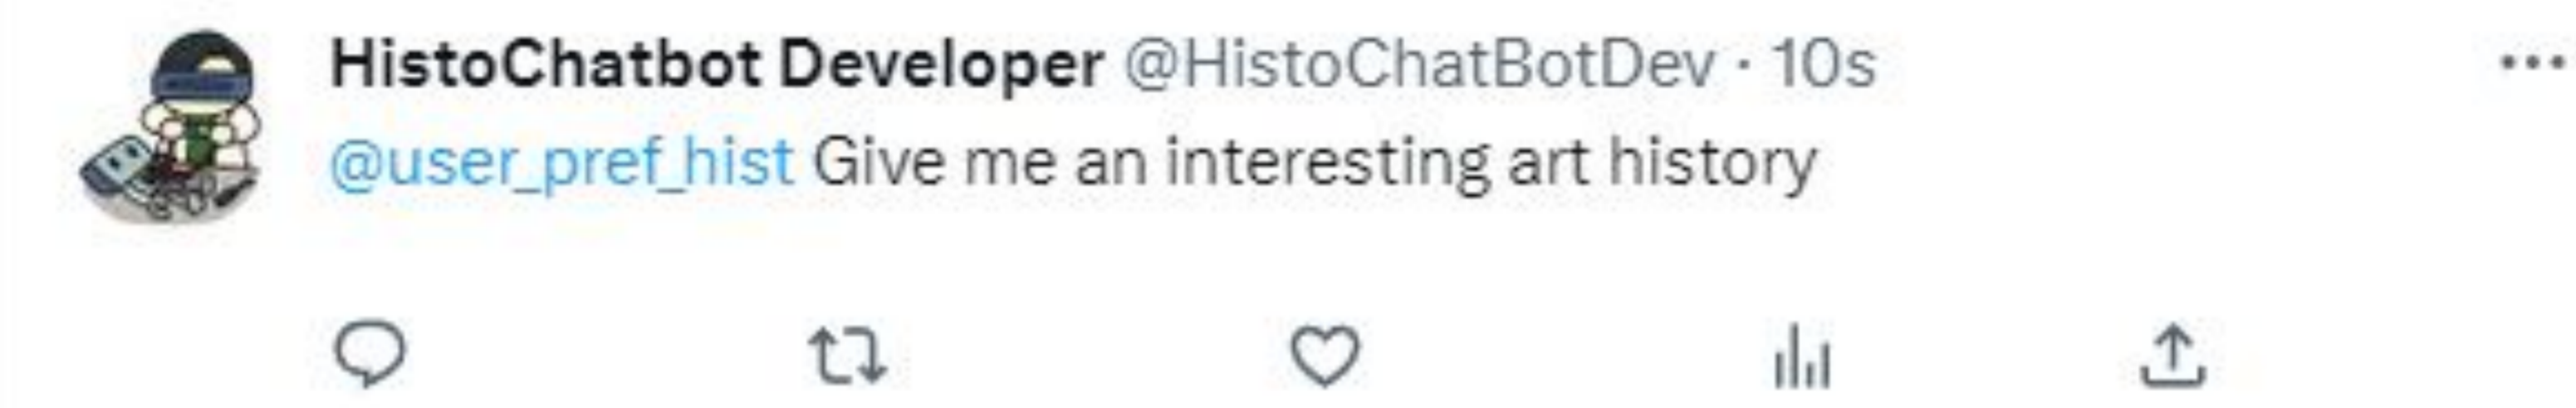 HistoChatbot Developer @HistoChatBotDev · 10s
@user_pref_hist Give me an interesting art history